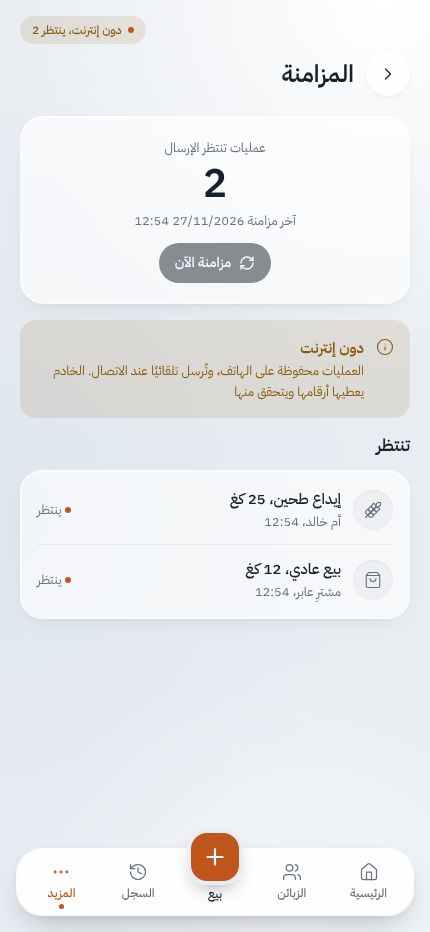 دون إنترنت، ينتظر 2
المزامنة
عمليات تنتظر الإرسال
2
آخر مزامنة 27/11/2026 12:54
مزامنة الآن
دون إنترنت
العمليات محفوظة على الهاتف، وتُرسل تلقائيًا عند الاتصال. الخادم
يعطيها أرقامها ويتحقق منها
تنتظر
إيداع طحين، 25 كغ
ينتظر
أم خالد، 12:54
بيع عادي، 12 كغ
ينتظر
مشترٍ عابر، 12:54
الرئيسية
الزبائن
بيع
السجل
المزيد